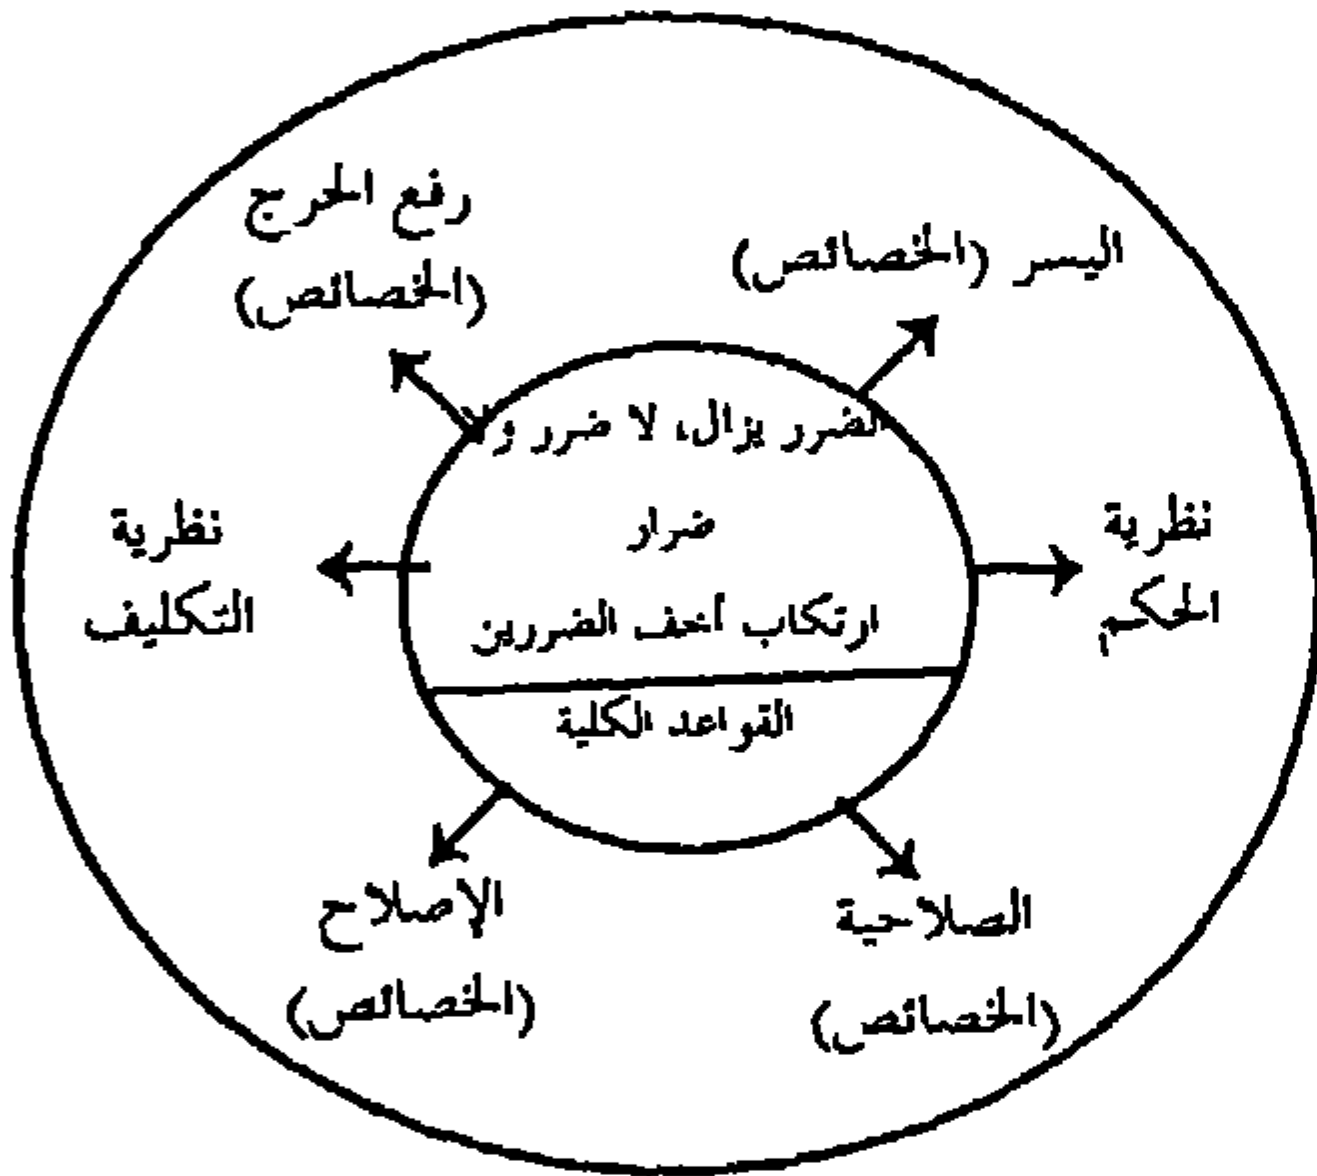 رفع الحرج
(الخصائص)
اليسر (الخصائص)
الضرر يزال، لا ضرر ولا
ضرار
ارتكاب أخف الضررين
القواعد الكلية
نظرية
الحكم
نظرية
التكليف
الصلاحية
(الخصائص)
الإصلاح
(الخصائص)